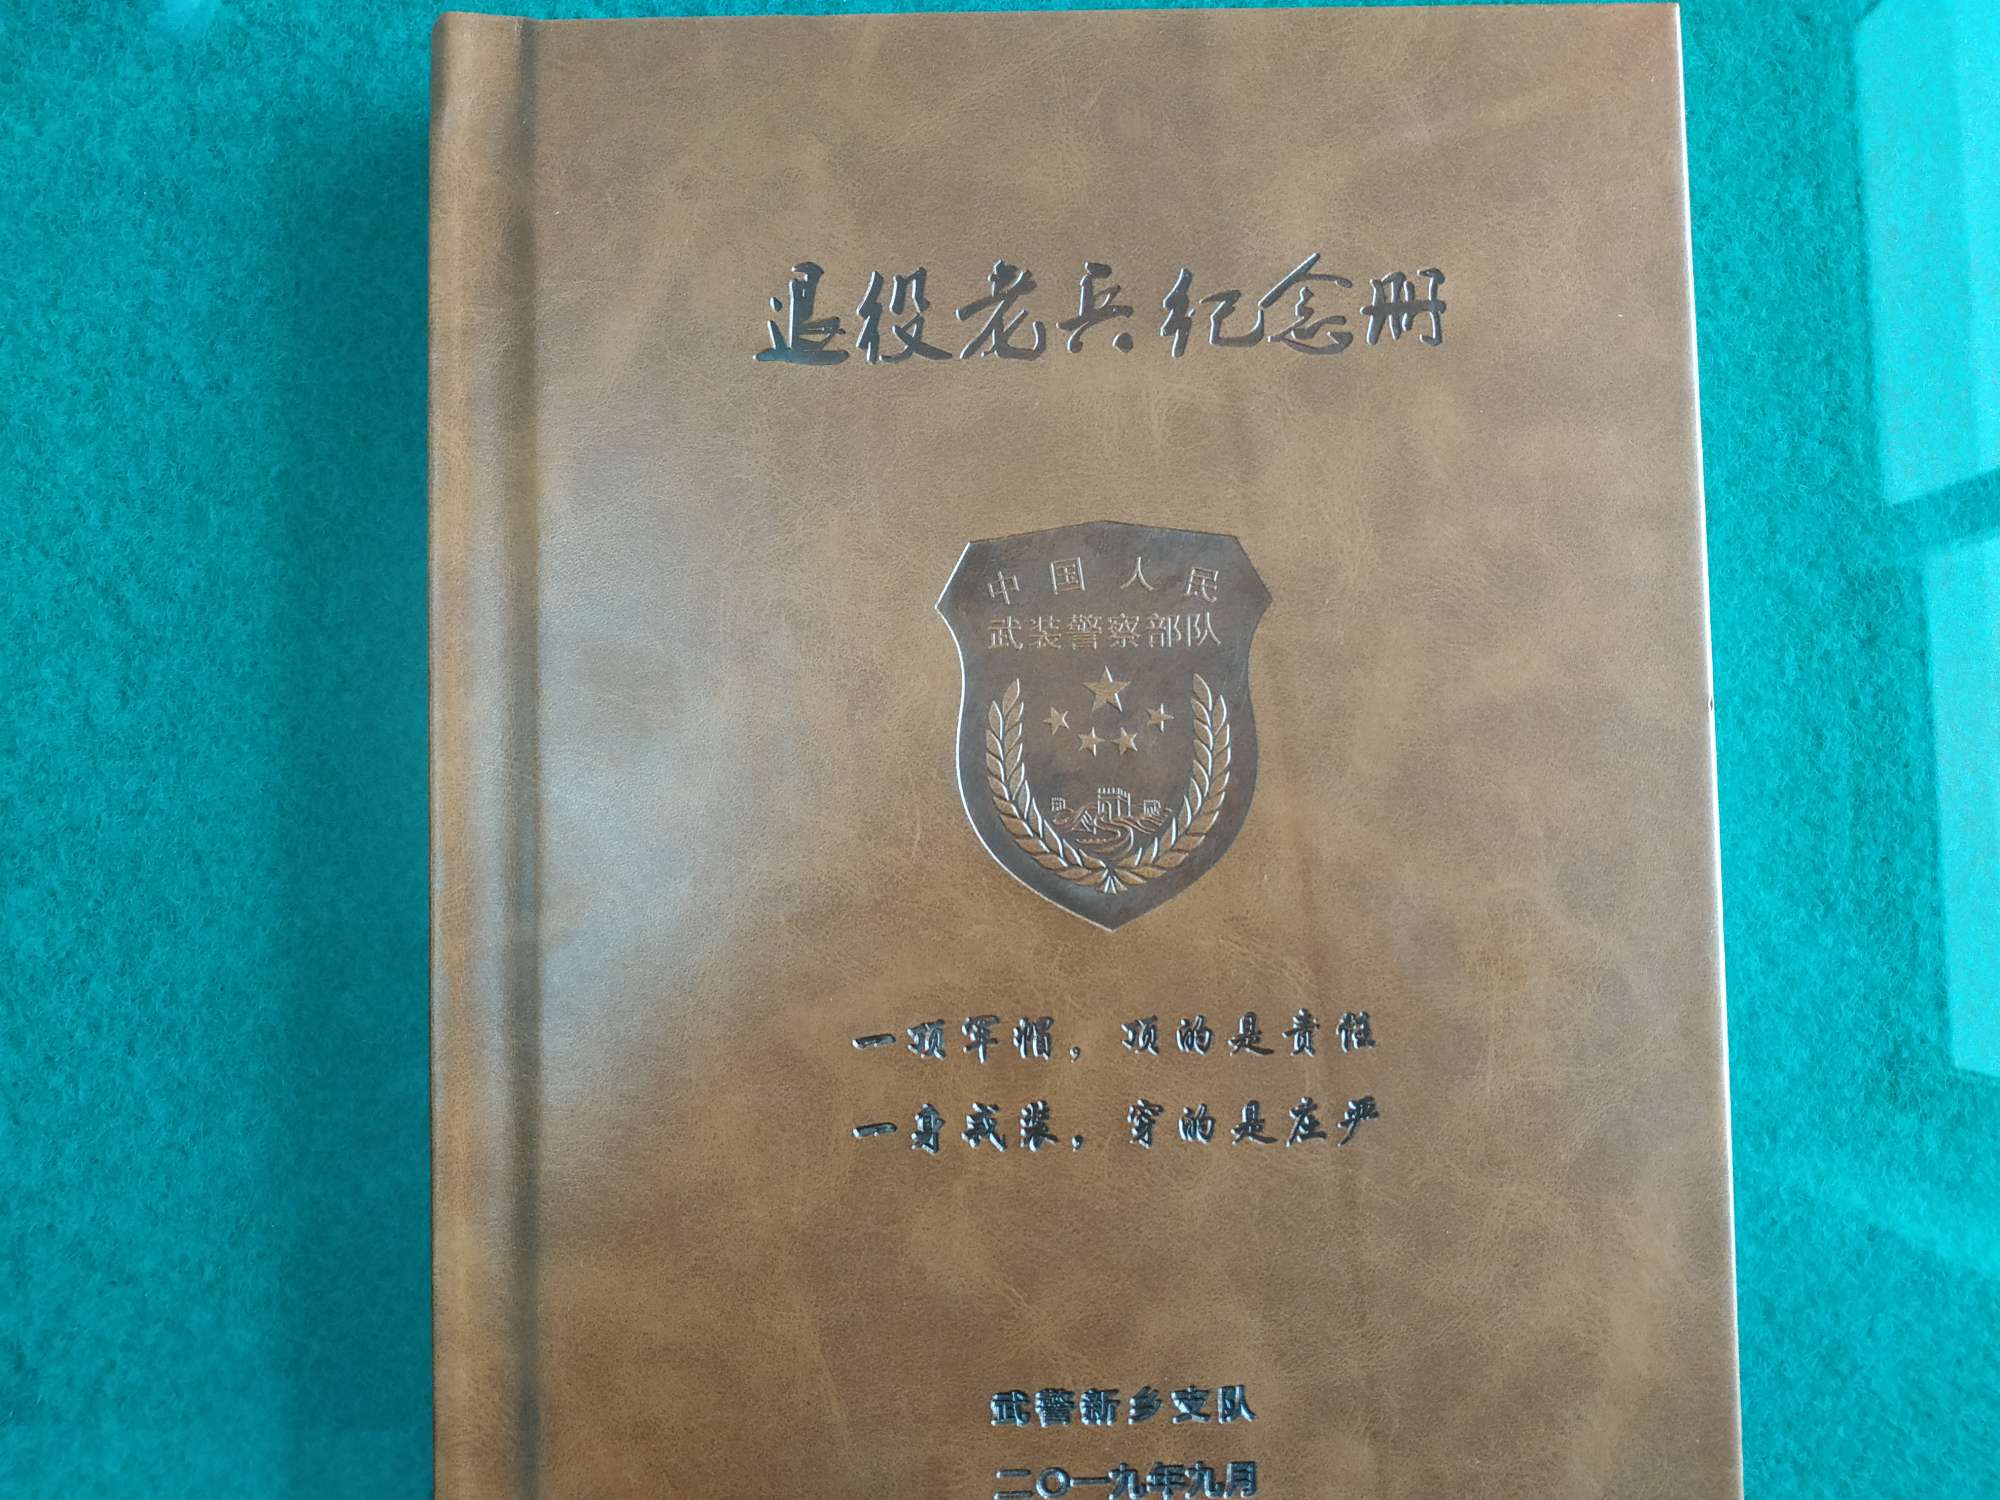 退役老兵纪念册
中国人民
武装警察部队
一顶军帽，顶的是责任
一身戎装，穿的是庄严
武警新乡支队
二〇一九年九月